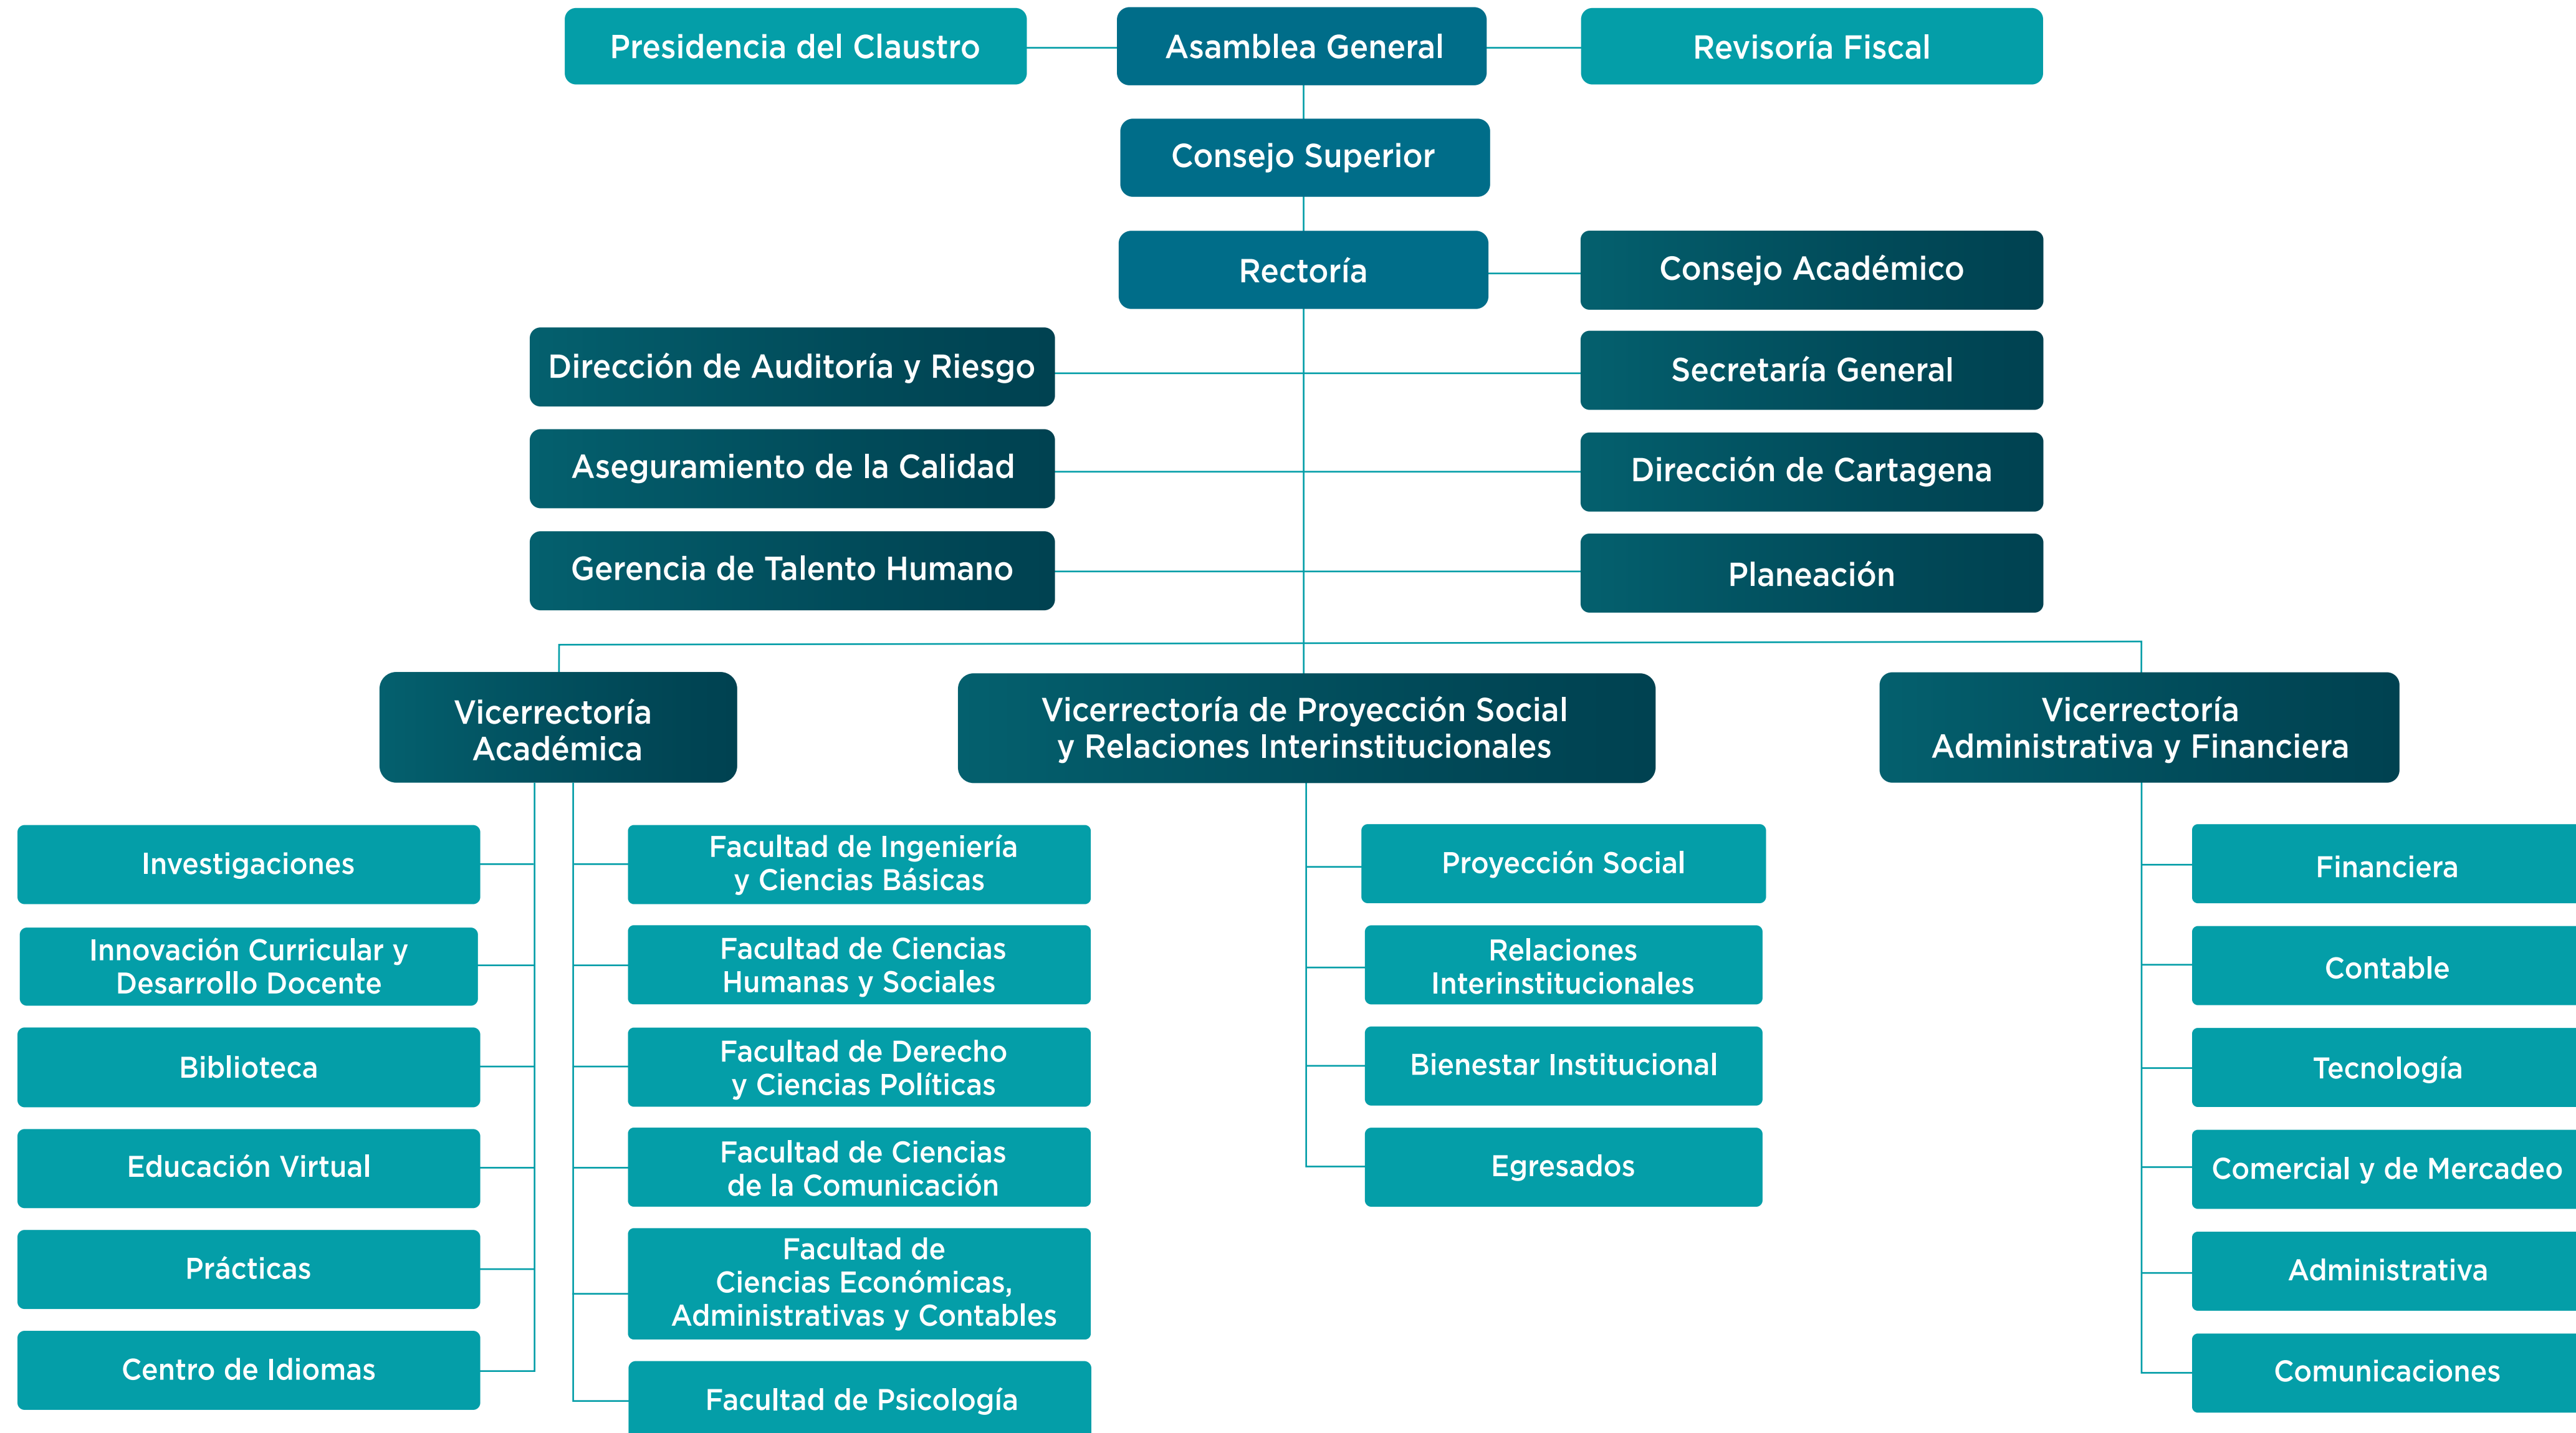 Presidencia del Claustro
Asamblea General
Revisoría Fiscal
Consejo Superior
Rectoría
Consejo Académico
Dirección de Auditoría y Riesgo
Secretaría General
Aseguramiento de la Calidad
Dirección de Cartagena
Gerencia de Talento Humano
Planeación
Vicerrectoría
Académica
Vicerrectoría de Proyección Social
y Relaciones Interinstitucionales
Vicerrectoría
Administrativa y Financiera
Investigaciones
Innovación Curricular y
Desarrollo Docente
Biblioteca
Educación Virtual
Prácticas
Centro de Idiomas
Facultad de Ingeniería
y Ciencias Básicas
Facultad de Ciencias
Humanas y Sociales
Facultad de Derecho
y Ciencias Políticas
Facultad de Ciencias
de la Comunicación
Facultad de
Ciencias Económicas,
Administrativas y Contables
Facultad de Psicología
Proyección Social
Relaciones
Interinstitucionales
Bienestar Institucional
Egresados
Financiera
Contable
Tecnología
Comercial y de Mercadeo
Administrativa
Comunicaciones